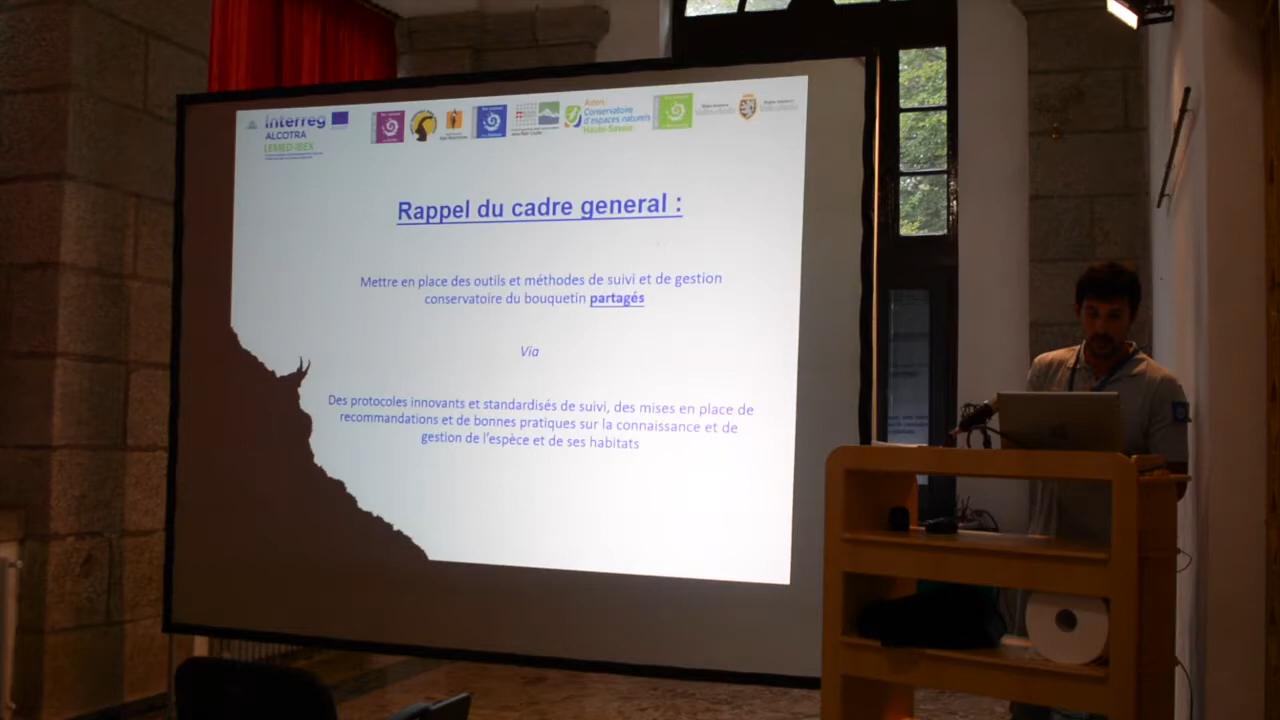 Interreg
ALCOTRA
LEMED-IBEX
Asters
Conservatoire
d'espaces naturels
Haute-Savoie
Rappel du cadre general :
Mettre en place des outils et méthodes de suivi et de gestion
conservatoire du bouquetin partagés
Via
Des protocoles innovants et standardisés de suivi, des mises en place de
recommandations et de bonnes pratiques sur la connaissance et de
gestion de l'espèce et de ses habitats